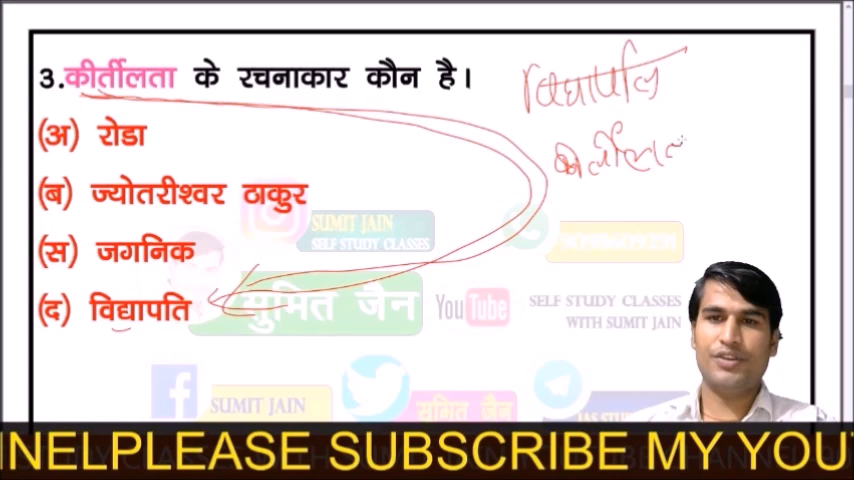 3.कीर्तीलता के रचनाकार कौन है।
विद्यापति
(अ) रोडा
कीर्तीलता
(ब) ज्योतरीश्वर ठाकुर
SUMIT JAIN
SELF STUDY CLASSES
(स) जगनिक
(द) विद्यापति
सुमित जैन
YouTube
SELF STUDY CLASSES
WITH SUMIT JAIN
SUMIT JAIN
सुमित जैन
NELPLEASE SUBSCRIBE MY YOU